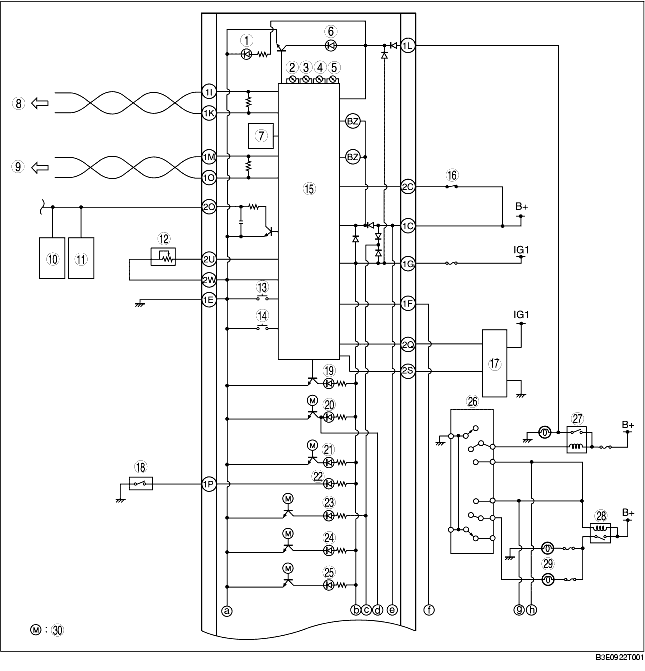 ① ⑥ 1L
② ③ ④ ⑤
⑧ 1I
1K
BZ
⑦
⑨ 1M
BZ
1O
⑮ 2C ⑯
2O 1C B+
⑩ ⑪ ⑫ 2U 1G IG1
2W
1E ⑬ 1F
⑭ IG1
2Q
⑰
2S
⑲
M ⑳ ㉖ ㉗ B+
M ㉑
⑱ 1P ㉒
M ㉓ ㉘ B+
M ㉔
㉙
M ㉕
ⓐ ⓑ ⓒ ⓓ ⓔ ⓕ ⓖ ⓗ
M : ㉚
B3E0922T001